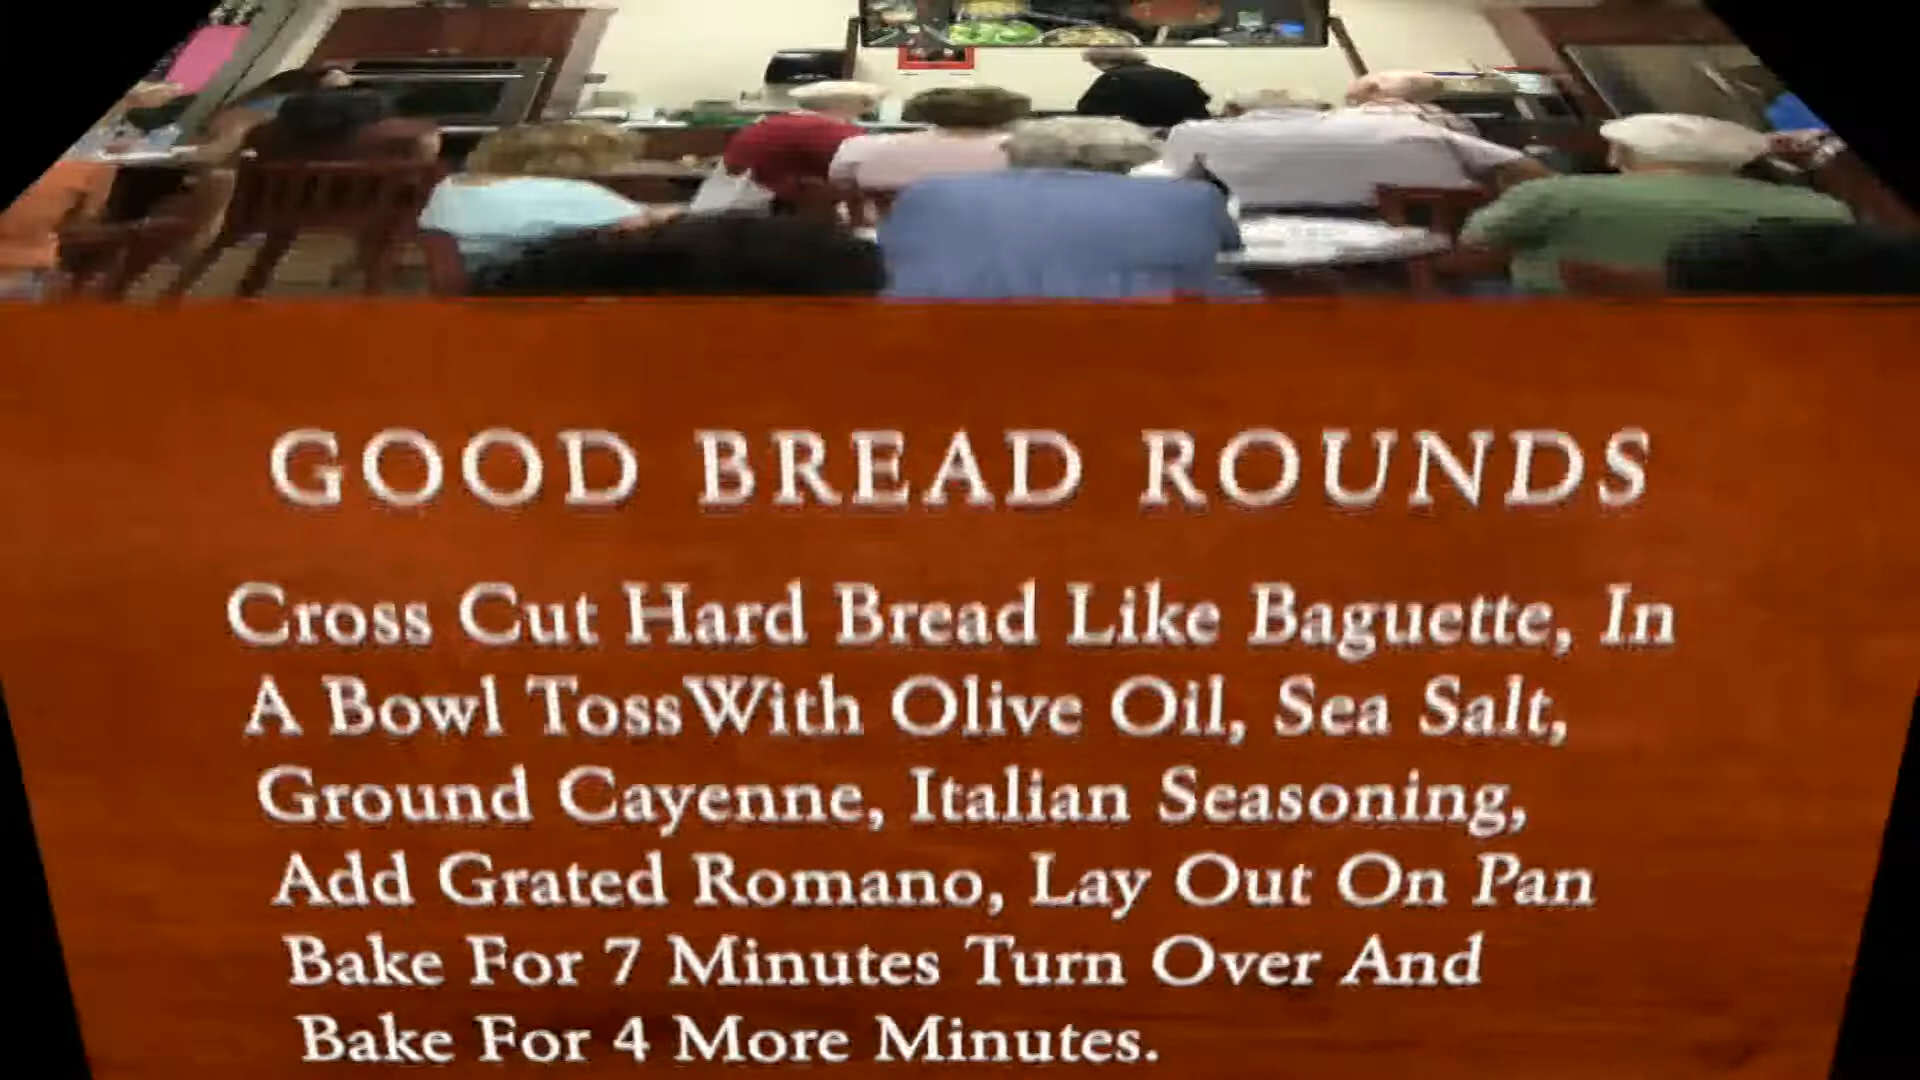 GOOD BREAD ROUNDS
Cross Cut Hard Bread Like Baguette, In
A Bowl Toss With Olive Oil, Sea Salt,
Ground Cayenne, Italian Seasoning,
Add Grated Romano, Lay Out On Pan
Bake For 7 Minutes Turn Over And
Bake For 4 More Minutes.